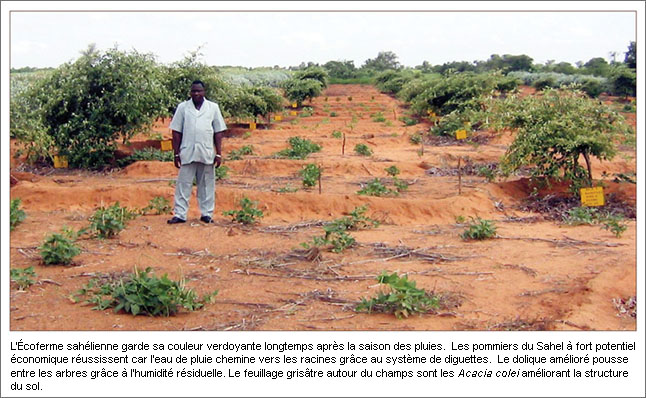 L'Écoferme sahélienne garde sa couleur verdoyante longtemps après la saison des pluies. Les pommiers du Sahel à fort potentiel
économique réussissent car l'eau de pluie chemine vers les racines grâce au système de diguettes. Le dolique amélioré pousse
entre les arbres grâce à l'humidité résiduelle. Le feuillage grisâtre autour du champs sont les Acacia colei améliorant la structure
du sol.